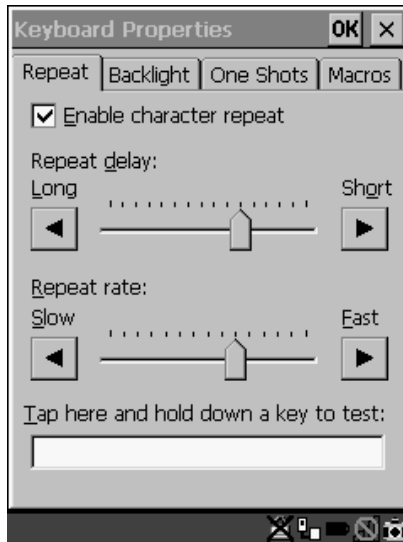 Keyboard Properties OK ×
Repeat Backlight One Shots Macros
Enable character repeat
Repeat delay:
Long Short
Repeat rate:
Slow Fast
Tap here and hold down a key to test: